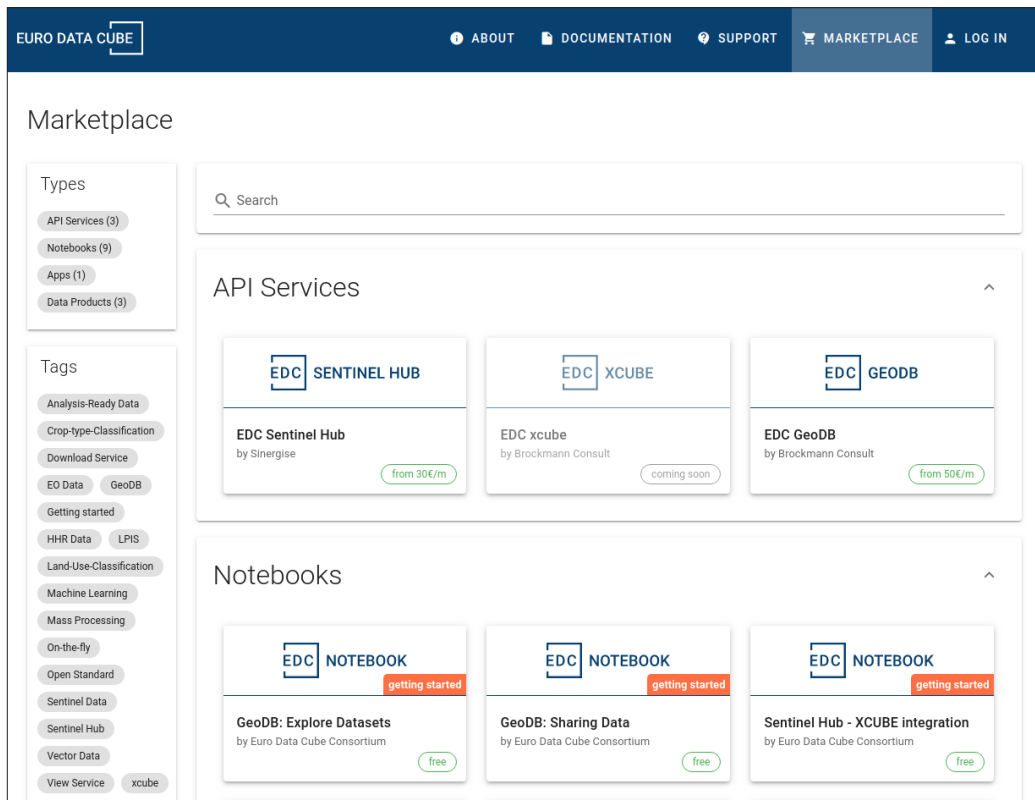 EURO DATA CUBE
ABOUT
DOCUMENTATION
SUPPORT
MARKETPLACE
LOG IN
Marketplace
Types
API Services (3)
Notebooks (9)
Apps (1)
Data Products (3)
Tags
Analysis-Ready Data
Crop-type-Classification
Download Service
EO Data GeoDB
Getting started
HHR Data LPIS
Land-Use-Classification
Machine Learning
Mass Processing
On-the-fly
Open Standard
Sentinel Data
Sentinel Hub
Vector Data
View Service xcube
Search
API Services
EDC SENTINEL HUB
EDC Sentinel Hub
by Sinergise
from 30€/m
EDC XCUBE
EDC xcube
by Brockmann Consult
coming soon
EDC GEODB
EDC GeoDB
by Brockmann Consult
from 50€/m
Notebooks
EDC NOTEBOOK
getting started
GeoDB: Explore Datasets
by Euro Data Cube Consortium
free
EDC NOTEBOOK
getting started
GeoDB: Sharing Data
by Euro Data Cube Consortium
free
EDC NOTEBOOK
getting started
Sentinel Hub - XCUBE integration
by Euro Data Cube Consortium
free